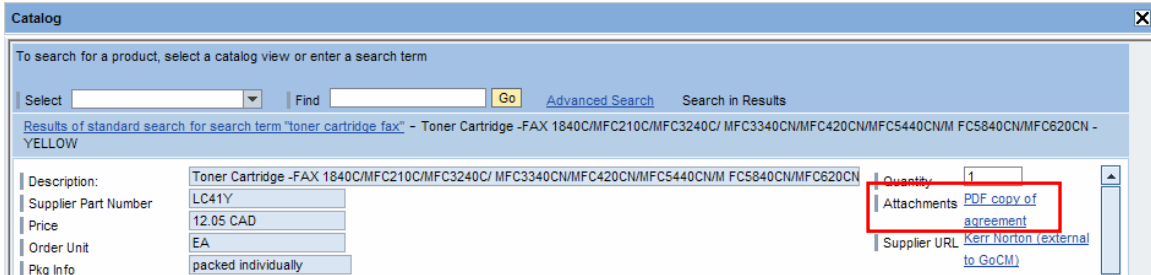 Catalog
To search for a product, select a catalog view or enter a search term
Select Find Go Advanced Search Search in Results
Results of standard search for search term "toner cartridge fax" - Toner Cartridge -FAX 1840C/MFC210C/MFC3240C/ MFC3340CN/MFC420CN/MFC5440CN/M FC5840CN/MFC620CN -
YELLOW
Description: Toner Cartridge -FAX 1840C/MFC210C/MFC3240C/ MFC3340CN/MFC420CN/MFC5440CN/M FC5840CN/MFC620CN Quantity 1
Supplier Part Number LC41Y Attachments PDF copy of
agreement
Price 12.05 CAD
Order Unit EA Supplier URL Kerr Norton (external
to GoCM)
Pkg Info packed individually